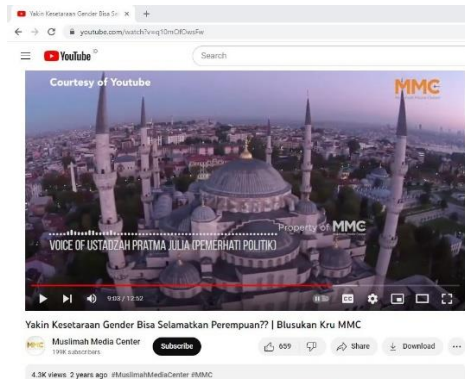 Yakin Kesetaraan Gender Bisa Se
youtube.com/watch?v=q10mOfOwsFw
YouTube
Search
Courtesy of Youtube
MMC
Property of MMC
VOICE OF USTADZAH PRATMA JULIA (PEMERHATI POLITIK)
9:03 / 12:52
CC
Yakin Kesetaraan Gender Bisa Selamatkan Perempuan?? | Blusukan Kru MMC
MMC
Muslimah Media Center
199K subscribers
Subscribe
659
Share
Download
4.3K views 2 years ago #MuslimahMediaCenter #MMC